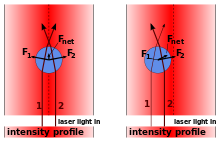 Fnet
F1
F2
1
2
laser light in
intensity profile
Fnet
F1
F2
1
2
laser light in
intensity profile